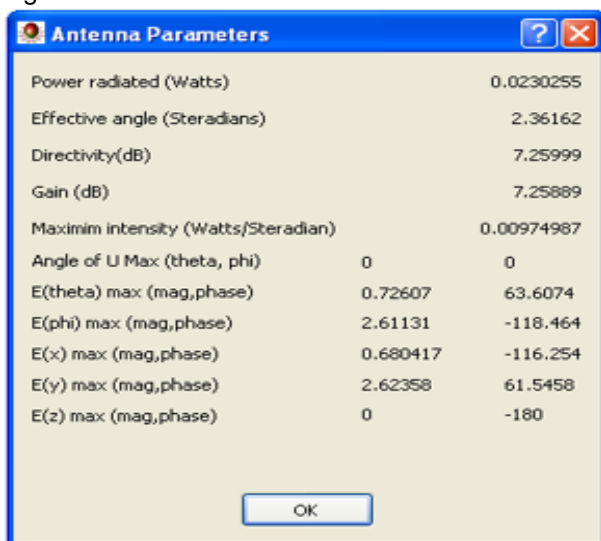 Antenna Parameters
Power radiated (Watts) 0.0230255
Effective angle (Steradians) 2.36162
Directivity(dB) 7.25999
Gain (dB) 7.25889
Maximim intensity (Watts/Steradian) 0.00974987
Angle of U Max (theta, phi) 0 0
E(theta) max (mag,phase) 0.72607 63.6074
E(phi) max (mag,phase) 2.61131 -118.464
E(x) max (mag,phase) 0.680417 -116.254
E(y) max (mag,phase) 2.62358 61.5458
E(z) max (mag,phase) 0 -180
OK